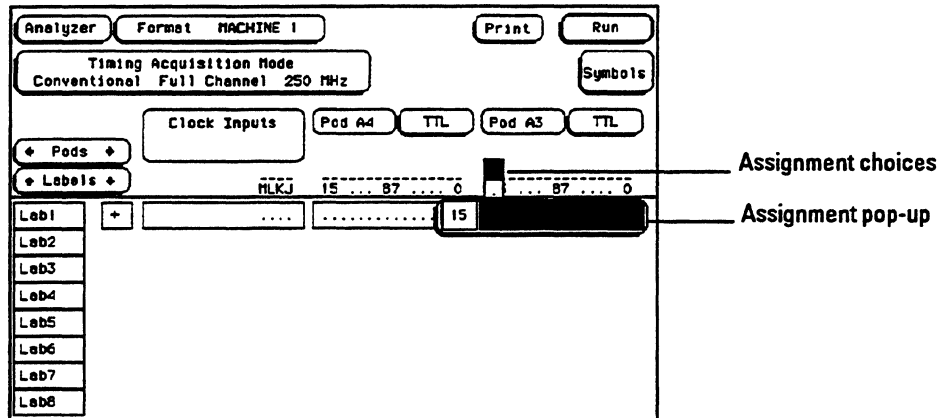 Analyzer Format MACHINE 1 Print Run
Timing Acquisition Mode
Conventional Full Channel 250 MHz
Symbols
Clock Inputs Pod A4 TTL Pod A3 TTL
Pods
Labels
MLKJ 15 ... 87 .... 0 . ... 87 .... 0
Assignment choices
Lab1 + .... ............ 15
Assignment pop-up
Lab2
Lab3
Lab4
Lab5
Lab6
Lab7
Lab8